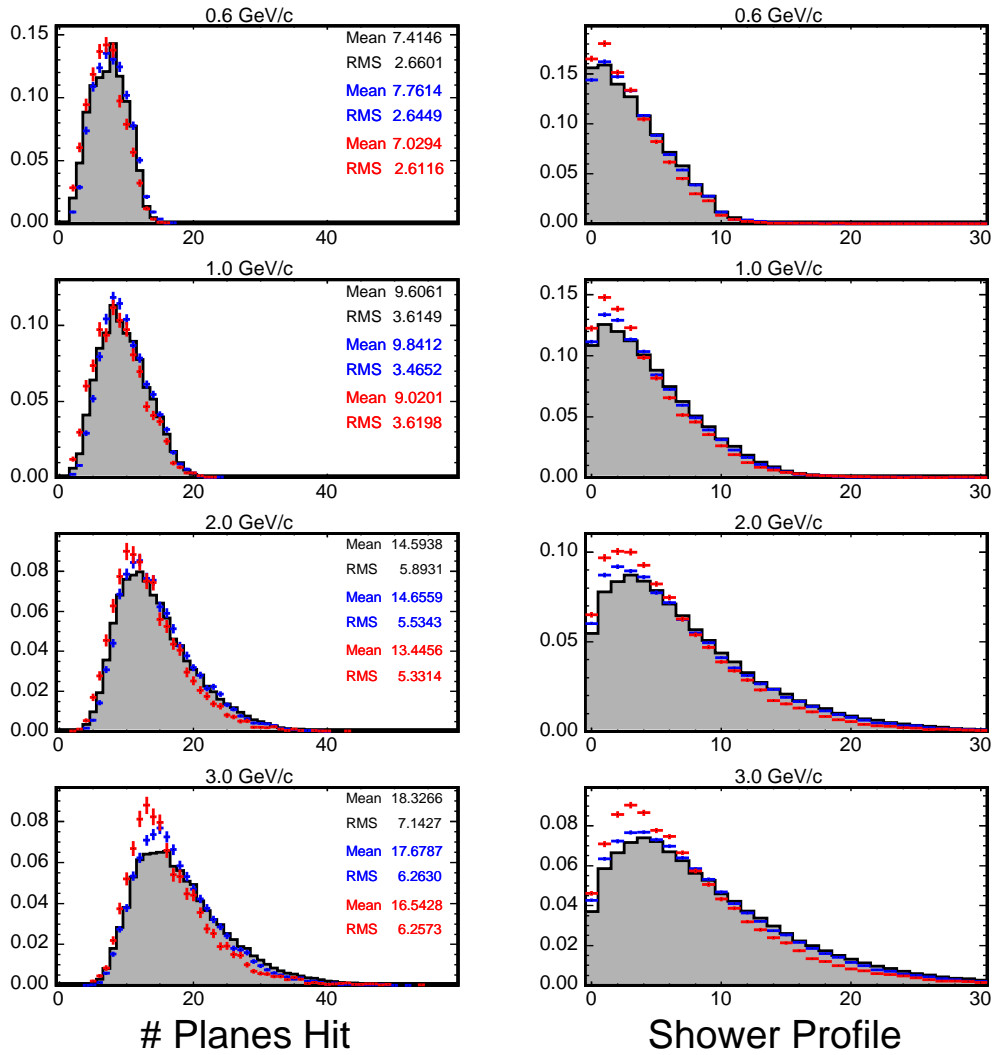 0.6 GeV/c
0.15
0.10
0.05
0.00
0
20
40
Mean 7.4146
RMS 2.6601
Mean 7.7614
RMS 2.6449
Mean 7.0294
RMS 2.6116
0.6 GeV/c
0.15
0.10
0.05
0.00
0
10
20
30
1.0 GeV/c
0.10
0.05
0.00
0
20
40
Mean 9.6061
RMS 3.6149
Mean 9.8412
RMS 3.4652
Mean 9.0201
RMS 3.6198
1.0 GeV/c
0.15
0.10
0.05
0.00
0
10
20
30
2.0 GeV/c
0.08
0.06
0.04
0.02
0.00
0
20
40
Mean 14.5938
RMS 5.8931
Mean 14.6559
RMS 5.5343
Mean 13.4456
RMS 5.3314
2.0 GeV/c
0.10
0.05
0.00
0
10
20
30
3.0 GeV/c
0.08
0.06
0.04
0.02
0.00
0
20
40
Mean 18.3266
RMS 7.1427
Mean 17.6787
RMS 6.2630
Mean 16.5428
RMS 6.2573
3.0 GeV/c
0.08
0.06
0.04
0.02
0.00
0
10
20
30
# Planes Hit
Shower Profile